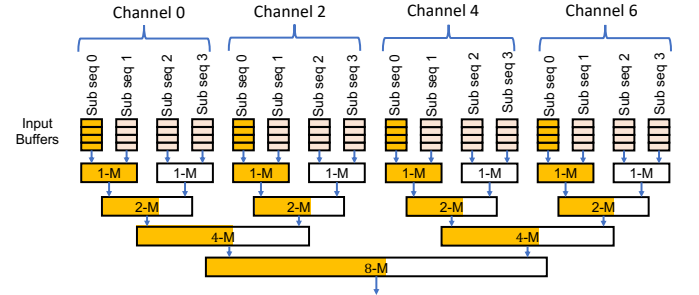 Channel 0 Channel 2 Channel 4 Channel 6
Sub seq 0 Sub seq 1 Sub seq 2 Sub seq 3 Sub seq 0 Sub seq 1 Sub seq 2 Sub seq 3 Sub seq 0 Sub seq 1 Sub seq 2 Sub seq 3 Sub seq 0 Sub seq 1 Sub seq 2 Sub seq 3
Input
Buffers
1-M 1-M 1-M 1-M 1-M 1-M 1-M 1-M
2-M 2-M 2-M 2-M
4-M 4-M
8-M